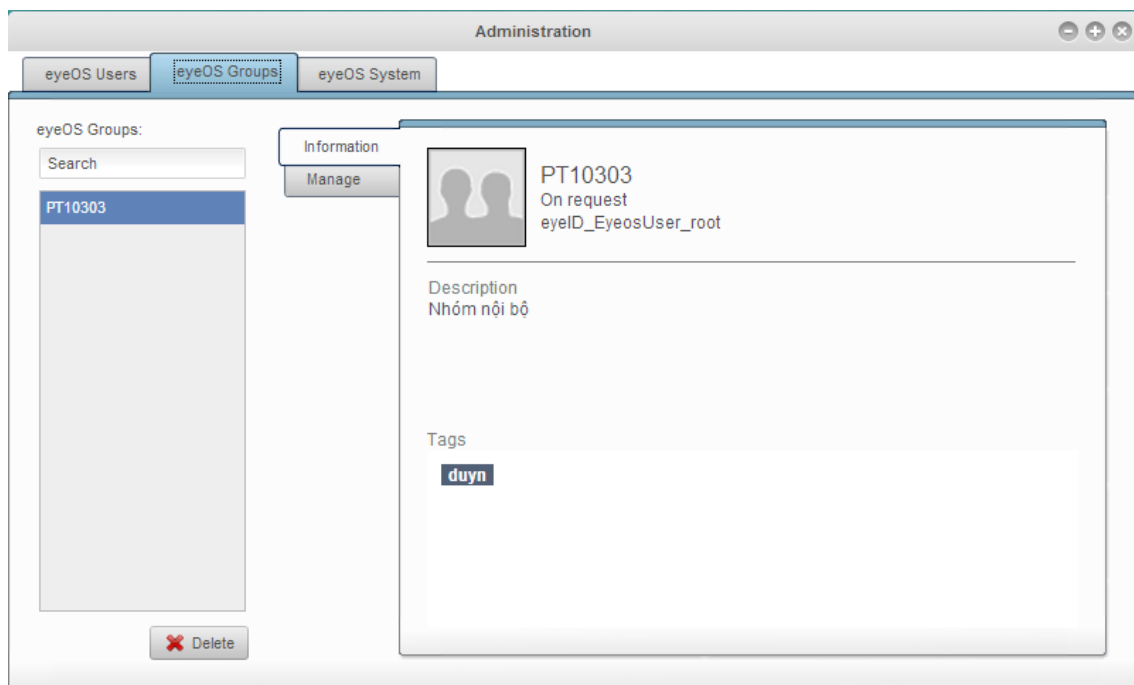 Administration
eyeOS Users
eyeOS Groups
eyeOS System
eyeOS Groups:
Search
PT10303
Delete
Information
Manage
PT10303
On request
eyeID_EyeosUser_root
Description
Nhóm nội bộ
Tags
duyn